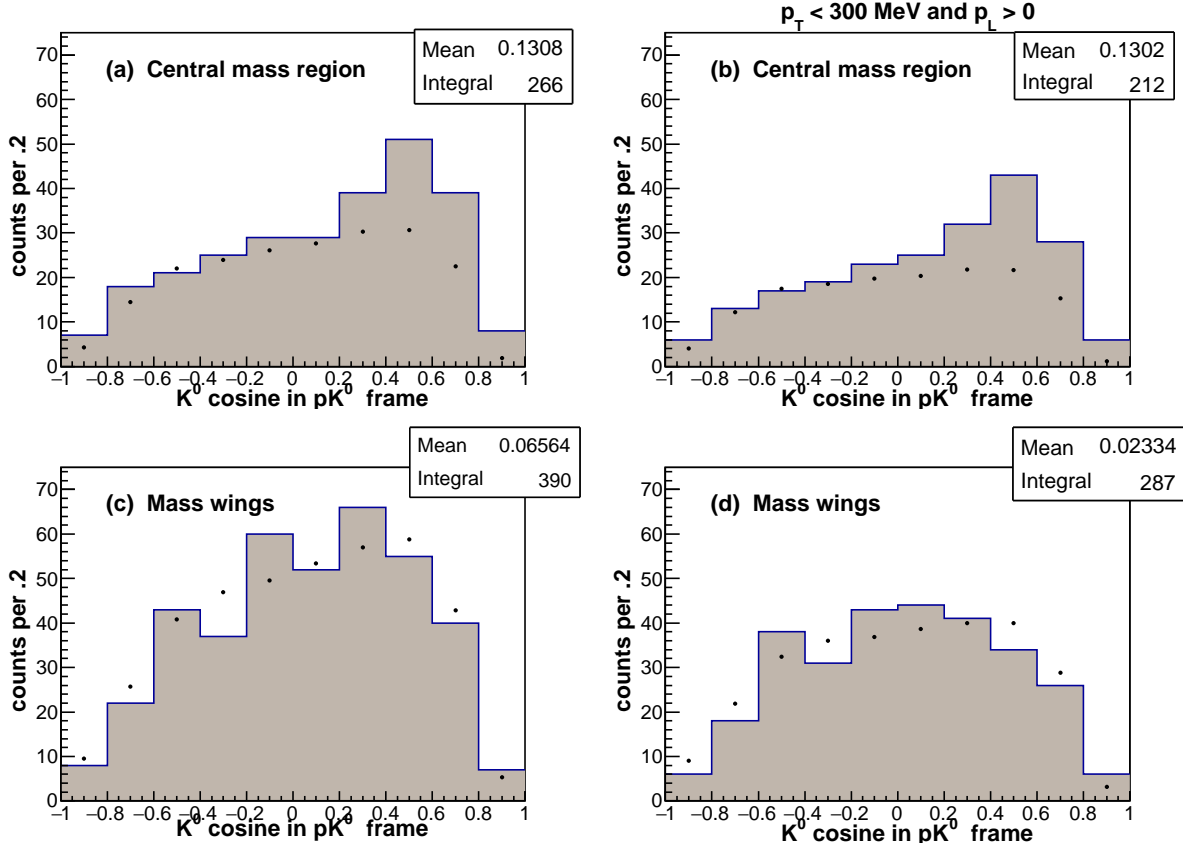 p_T < 300 MeV and p_L > 0
(a) Central mass region
Mean 0.1308
Integral 266
counts per .2
70
60
50
40
30
20
10
0
−1 −0.8 −0.6 −0.4 −0.2 0 0.2 0.4 0.6 0.8 1
K⁰ cosine in pK⁰ frame
(b) Central mass region
Mean 0.1302
Integral 212
counts per .2
70
60
50
40
30
20
10
0
−1 −0.8 −0.6 −0.4 −0.2 0 0.2 0.4 0.6 0.8 1
K⁰ cosine in pK⁰ frame
(c) Mass wings
Mean 0.06564
Integral 390
counts per .2
70
60
50
40
30
20
10
0
−1 −0.8 −0.6 −0.4 −0.2 0 0.2 0.4 0.6 0.8 1
K⁰ cosine in pK⁰ frame
(d) Mass wings
Mean 0.02334
Integral 287
counts per .2
70
60
50
40
30
20
10
0
−1 −0.8 −0.6 −0.4 −0.2 0 0.2 0.4 0.6 0.8 1
K⁰ cosine in pK⁰ frame